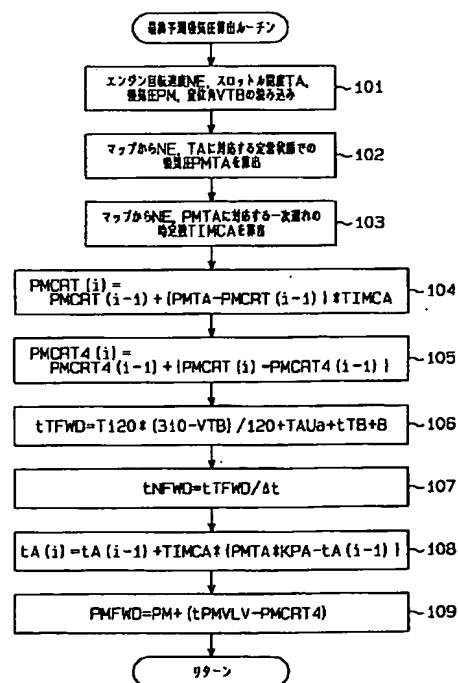 最終予測吸気圧算出ルーチン
エンジン回転速度NE, スロットル開度TA,
吸気圧PM, 変位角VTBの読み込み
101
マップからNE, TAに対応する定常状態での
吸気圧PMTAを算出
102
マップからNE, PMTAに対応する一次遅れの
時定数TIMCAを算出
103
PMCRT(i)=
PMCRT(i-1)+{PMTA-PMCRT(i-1)}*TIMCA
104
PMCRT4(i)=
PMCRT4(i-1)+{PMCRT(i)-PMCRT4(i-1)}
105
tTFWD=T120*(310-VTB)/120+TAUa+tTB+8
106
tNFWD=tTFWD/Δt
107
tA(i)=tA(i-1)+TIMCA*{PMTA*KPA-tA(i-1)}
108
PMFWD=PM+(tPMVLV-PMCRT4)
109
リターン